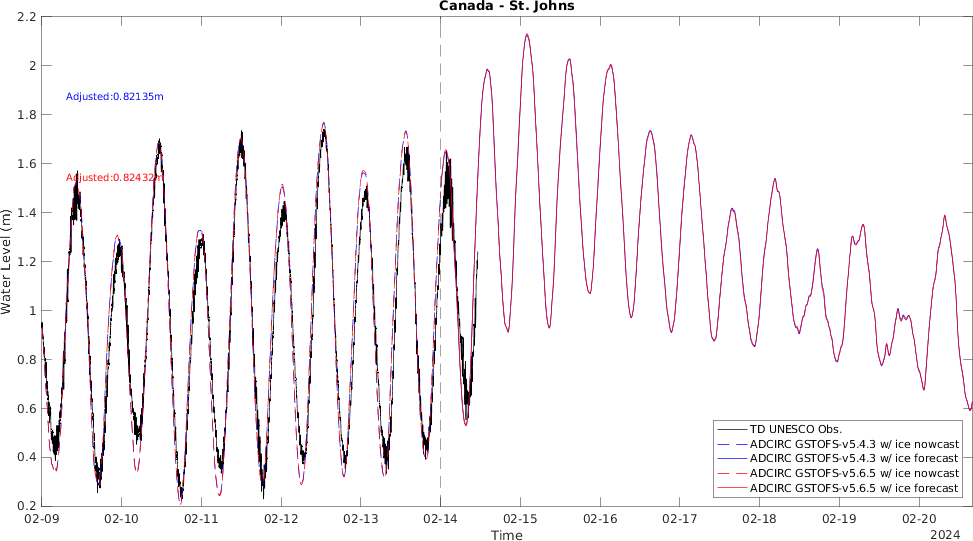 Canada - St. Johns
2.2
2
1.8
1.6
1.4
1.2
1
0.8
0.6
0.4
0.2
Water Level (m)
Adjusted:0.82135m
Adjusted:0.82432m
TD UNESCO Obs.
ADCIRC GSTOFS-v5.4.3 w/ ice nowcast
ADCIRC GSTOFS-v5.4.3 w/ ice forecast
ADCIRC GSTOFS-v5.6.5 w/ ice nowcast
ADCIRC GSTOFS-v5.6.5 w/ ice forecast
02-09 02-10 02-11 02-12 02-13 02-14 02-15 02-16 02-17 02-18 02-19 02-20
Time
2024